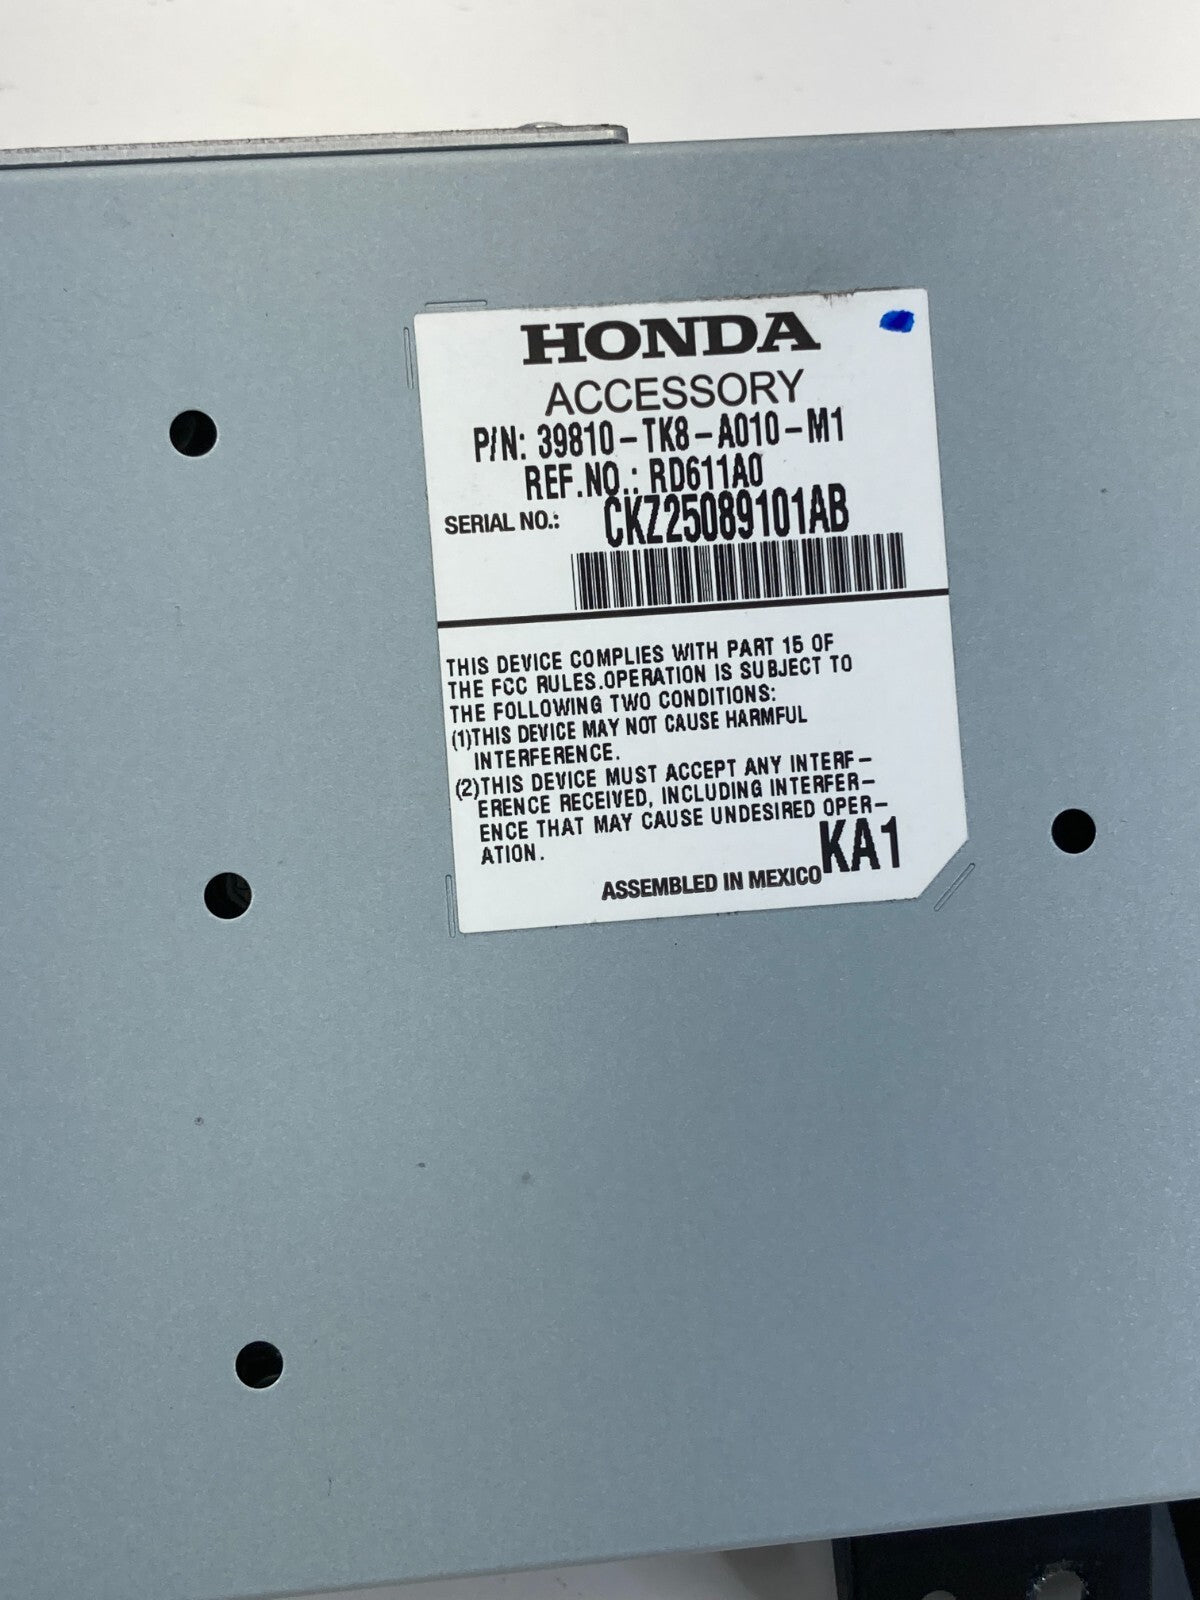 HONDA
ACCESSORY
P/N: 39810-TK8-A010-M1
REF.NO.: RD611A0
SERIAL NO.: CKZ25089101AB
THIS DEVICE COMPLIES WITH PART 15 OF
THE FCC RULES.OPERATION IS SUBJECT TO
THE FOLLOWING TWO CONDITIONS:
(1)THIS DEVICE MAY NOT CAUSE HARMFUL
INTERFERENCE.
(2)THIS DEVICE MUST ACCEPT ANY INTERF-
ERENCE RECEIVED, INCLUDING INTERFER-
ENCE THAT MAY CAUSE UNDESIRED OPER-
ATION.
ASSEMBLED IN MEXICO KA1